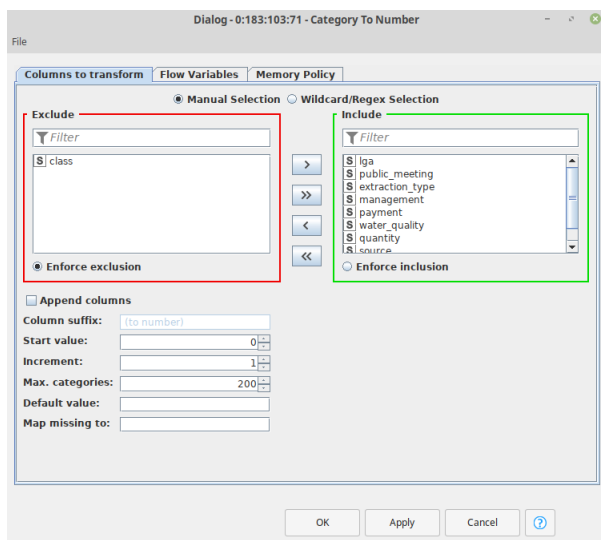 Dialog - 0:183:103:71 - Category To Number
File
Columns to transform Flow Variables Memory Policy
Manual Selection Wildcard/Regex Selection
Exclude
Filter
S class
Enforce exclusion
>
>>
<
<<
Include
Filter
S lga
S public_meeting
S extraction_type
S management
S payment
S water_quality
S quantity
S source
Enforce inclusion
Append columns
Column suffix: (to number)
Start value: 0
Increment: 1
Max. categories: 200
Default value:
Map missing to:
OK Apply Cancel ?